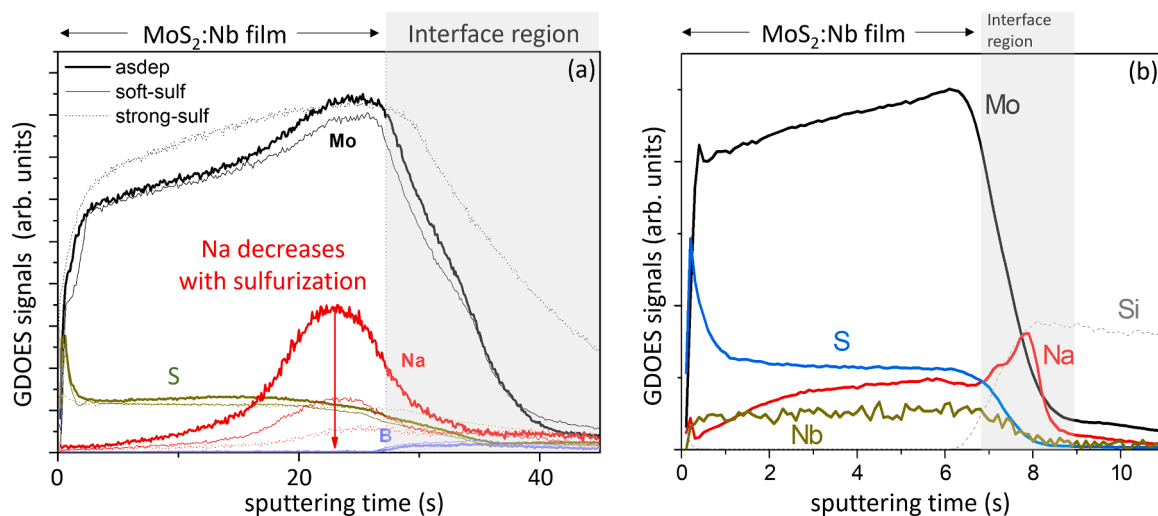 MoS₂:Nb film
Interface region
(a)
asdep
soft-sulf
strong-sulf
Mo
Na decreases
with sulfurization
S
Na
B
GDOES signals (arb. units)
0
20
40
sputtering time (s)
MoS₂:Nb film
Interface
region
(b)
Mo
Si
S
Na
Nb
GDOES signals (arb. units)
0
2
4
6
8
10
sputtering time (s)